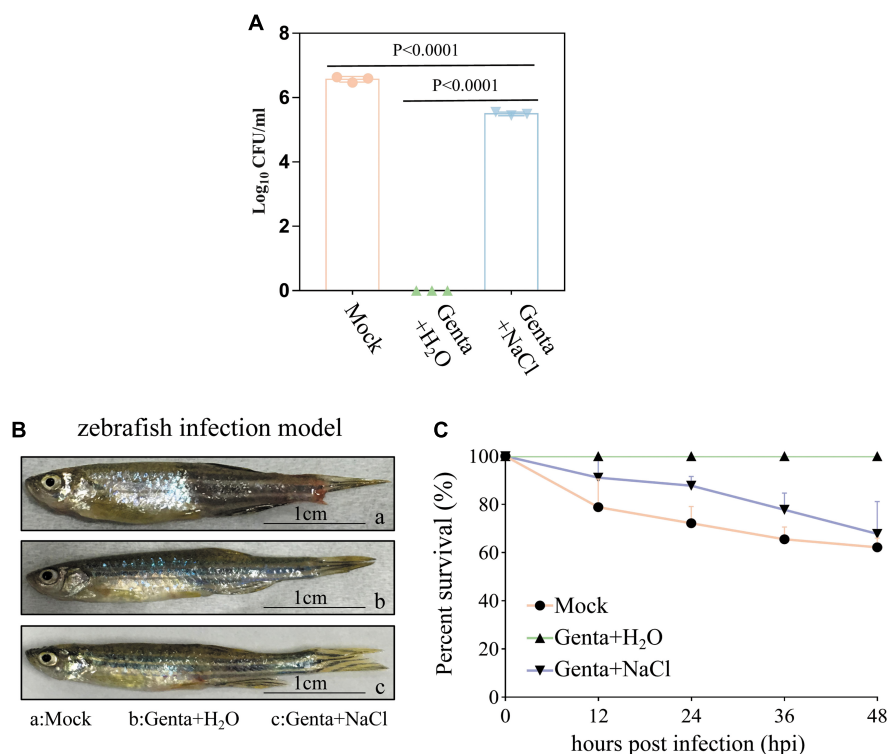 A
8
P<0.0001
P<0.0001
6
4
2
0
Log10 CFU/ml
Mock
Genta
+H2O
Genta
+NaCl
B
zebrafish infection model
1cm
a
1cm
b
1cm
c
a:Mock b:Genta+H2O c:Genta+NaCl
C
100
80
60
40
20
0
Percent survival (%)
Mock
Genta+H2O
Genta+NaCl
0 12 24 36 48
hours post infection (hpi)